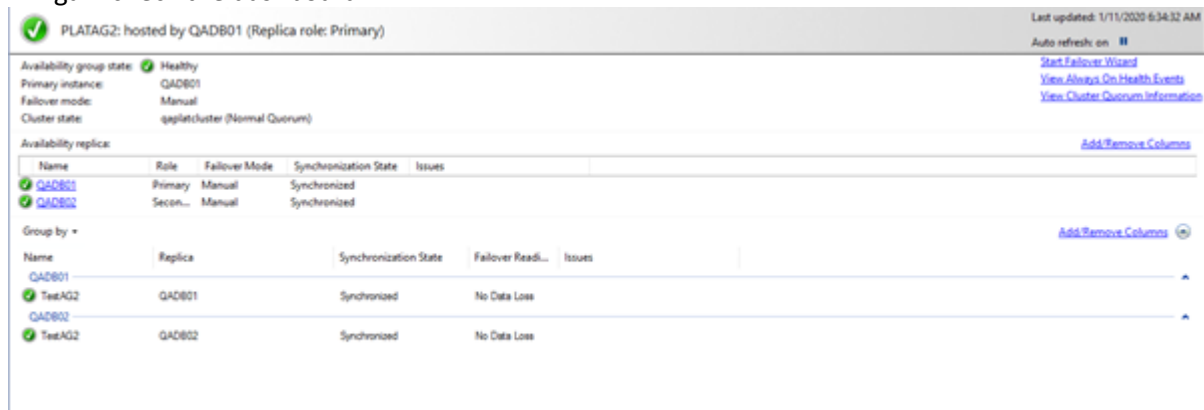 PLATAG2: hosted by QADB01 (Replica role: Primary)
Last updated: 1/11/2020 6:34:32 AM
Auto refresh: on
Availability group state: Healthy
Primary instance: QADB01
Failover mode: Manual
Cluster state: qaplatcluster (Normal Quorum)
Start Failover Wizard
View Always On Health Events
View Cluster Quorum Information
Availability replica:
Add/Remove Columns
Name Role Failover Mode Synchronization State Issues
QADB01 Primary Manual Synchronized
QADB02 Secon... Manual Synchronized
Group by
Add/Remove Columns
Name Replica Synchronization State Failover Readi... Issues
QADB01
TestAG2 QADB01 Synchronized No Data Loss
QADB02
TestAG2 QADB02 Synchronized No Data Loss